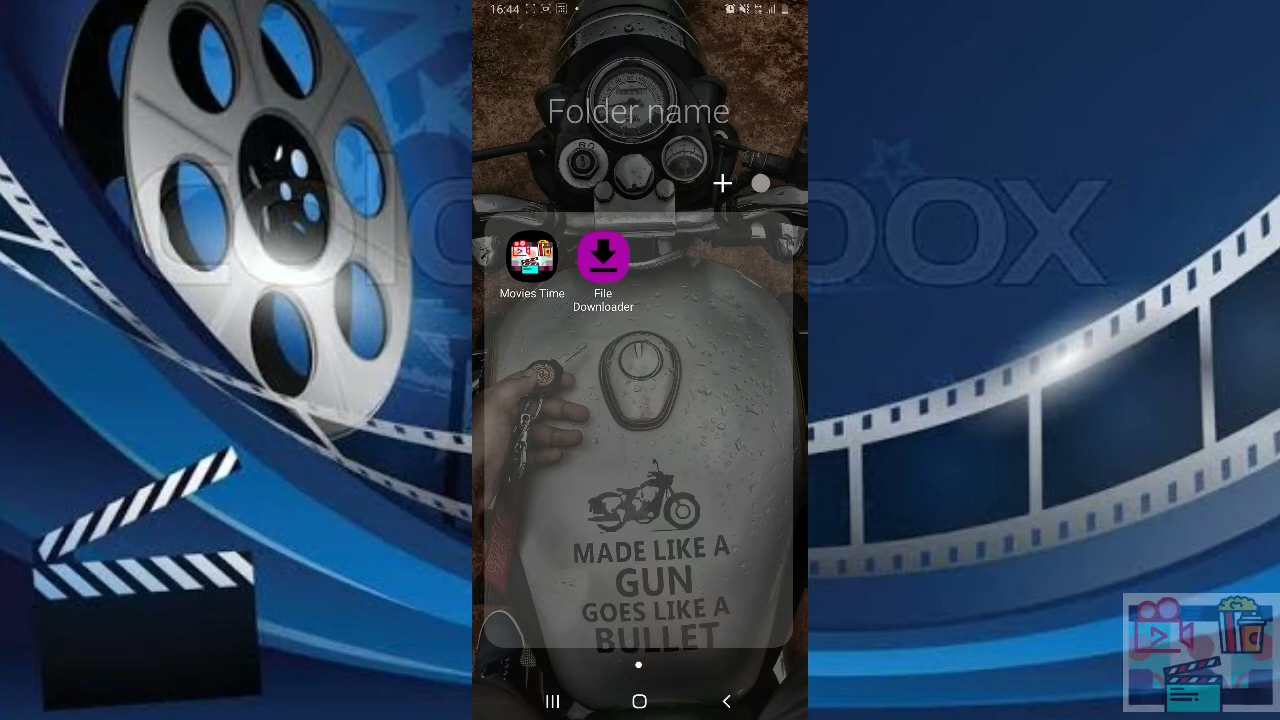 16:44
Folder name
Movies Time
File
Downloader
MADE LIKE A
GUN
GOES LIKE A
BULLET